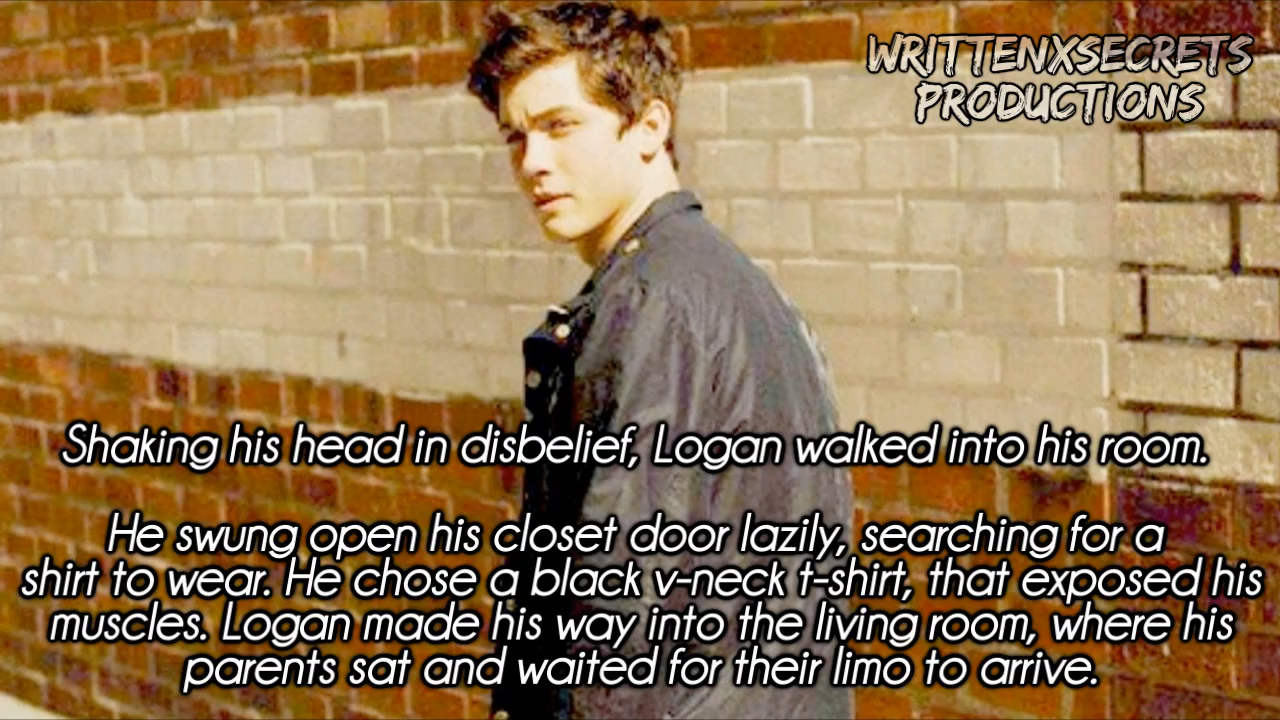 WRITTENXSECRETS
PRODUCTIONS
Shaking his head in disbelief, Logan walked into his room.
He swung open his closet door lazily, searching for a
shirt to wear. He chose a black v-neck t-shirt, that exposed his
muscles. Logan made his way into the living room, where his
parents sat and waited for their limo to arrive.